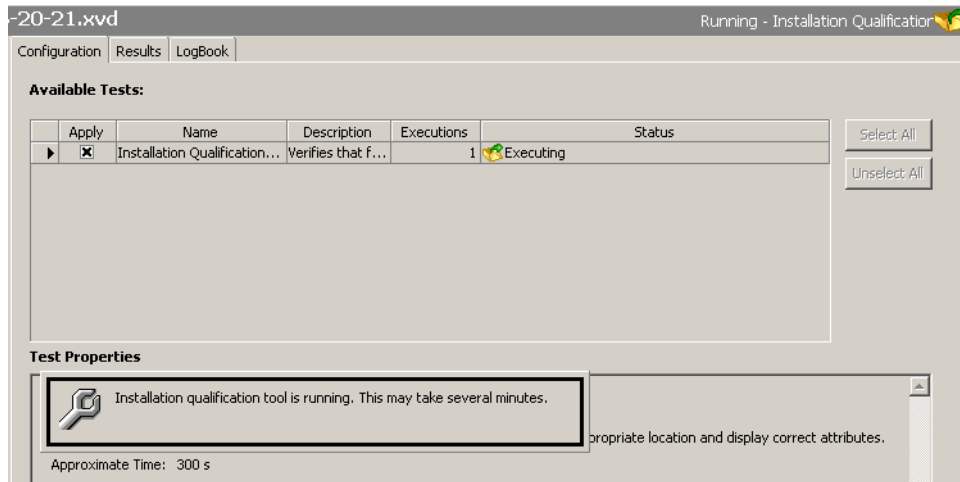 -20-21.xvd Running - Installation Qualification
Configuration Results LogBook
Available Tests:
Apply Name Description Executions Status
Installation Qualification... Verifies that f... 1 Executing
Select All
Unselect All
Test Properties
Installation qualification tool is running. This may take several minutes.
propriate location and display correct attributes.
Approximate Time: 300 s